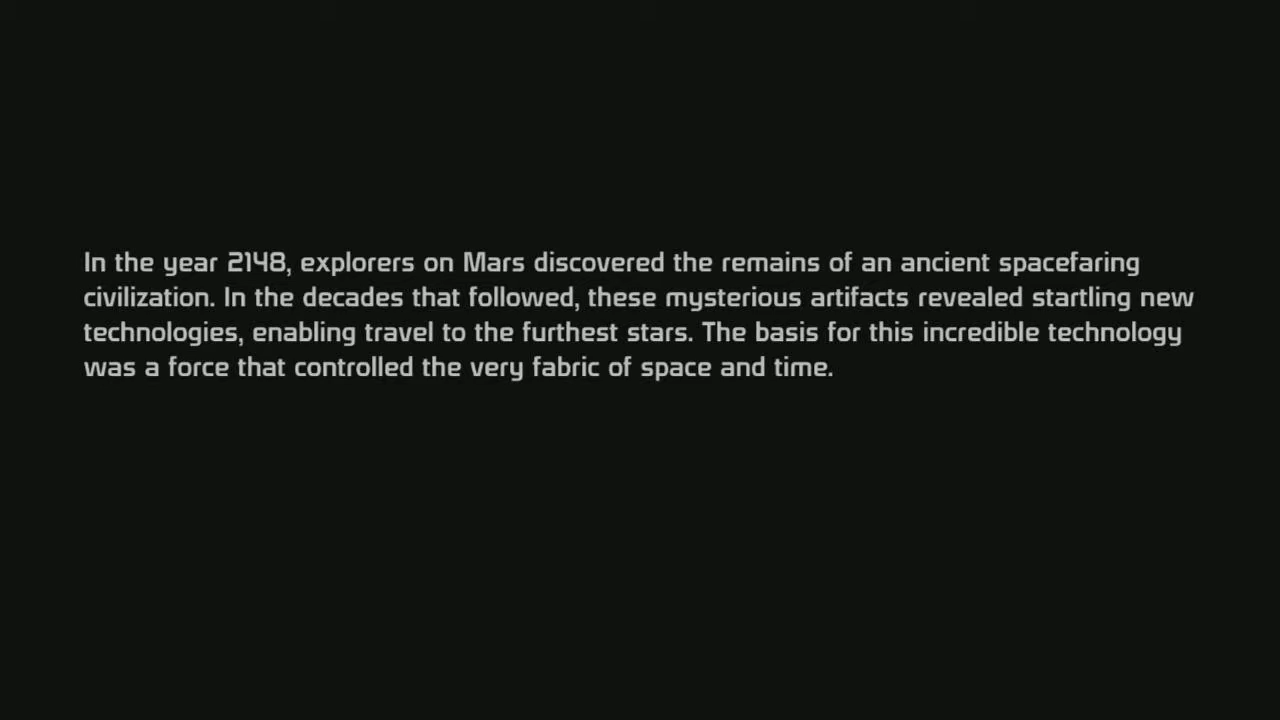 In the year 2148, explorers on Mars discovered the remains of an ancient spacefaring
civilization. In the decades that followed, these mysterious artifacts revealed startling new
technologies, enabling travel to the furthest stars. The basis for this incredible technology
was a force that controlled the very fabric of space and time.